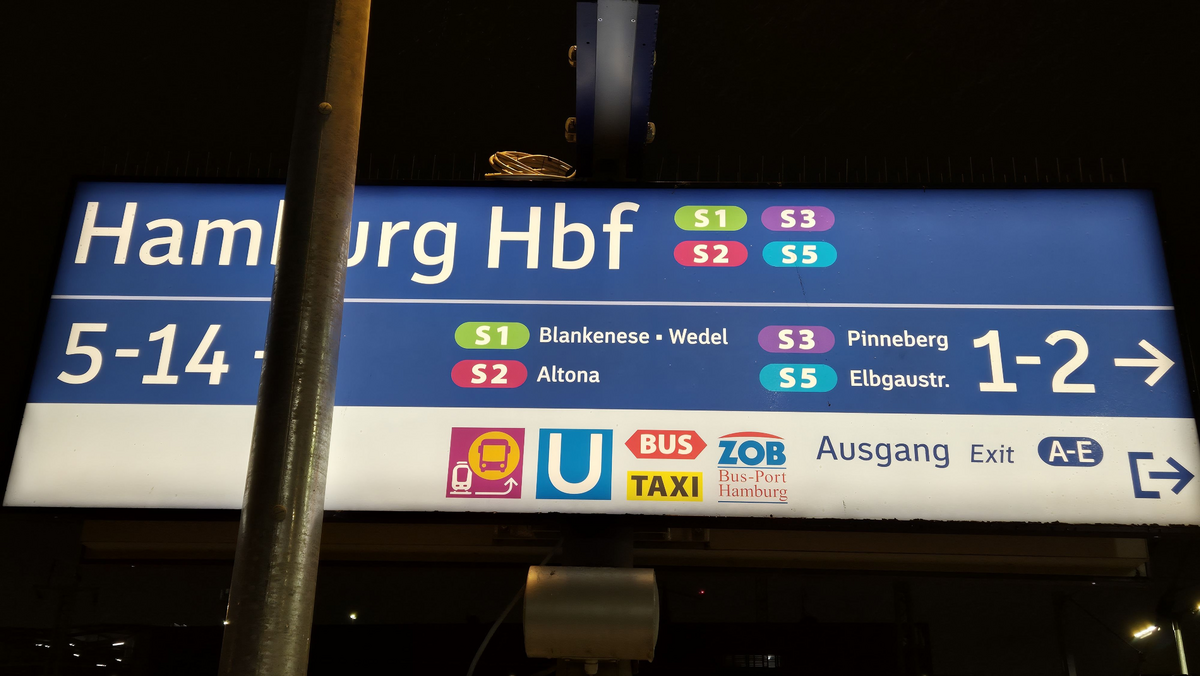 Hamburg Hbf S1 S3
S2 S5
5-14
S1 Blankenese ▪ Wedel
S2 Altona
S3 Pinneberg
S5 Elbgaustr.
1-2 →
U
BUS
TAXI
ZOB
Bus-Port
Hamburg
Ausgang Exit A-E